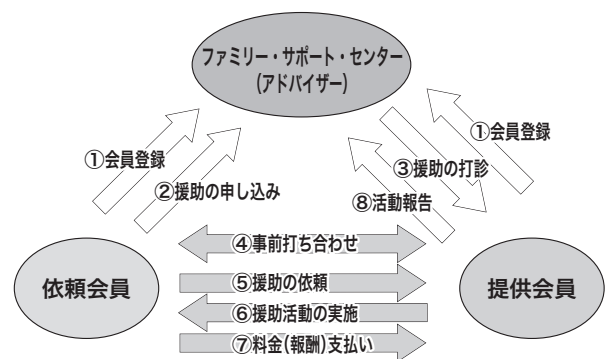 ファミリー・サポート・センター
(アドバイザー)
①会員登録
①会員登録
②援助の申し込み
③援助の打診
⑧活動報告
④事前打ち合わせ
依頼会員
⑤援助の依頼
提供会員
⑥援助活動の実施
⑦料金(報酬)支払い